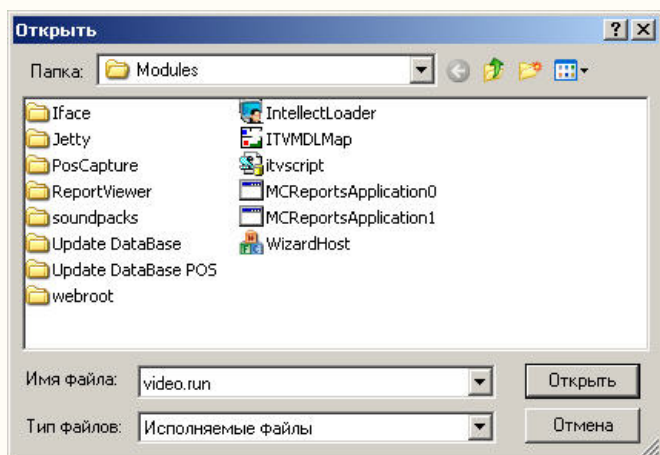 Открыть
Папка: Modules
Iface
Jetty
PosCapture
ReportViewer
soundpacks
Update DataBase
Update DataBase POS
webroot
IntellectLoader
ITVMDLMap
itvscript
MCReportsApplication0
MCReportsApplication1
WizardHost
Имя файла: video.run Открыть
Тип файлов: Исполняемые файлы Отмена